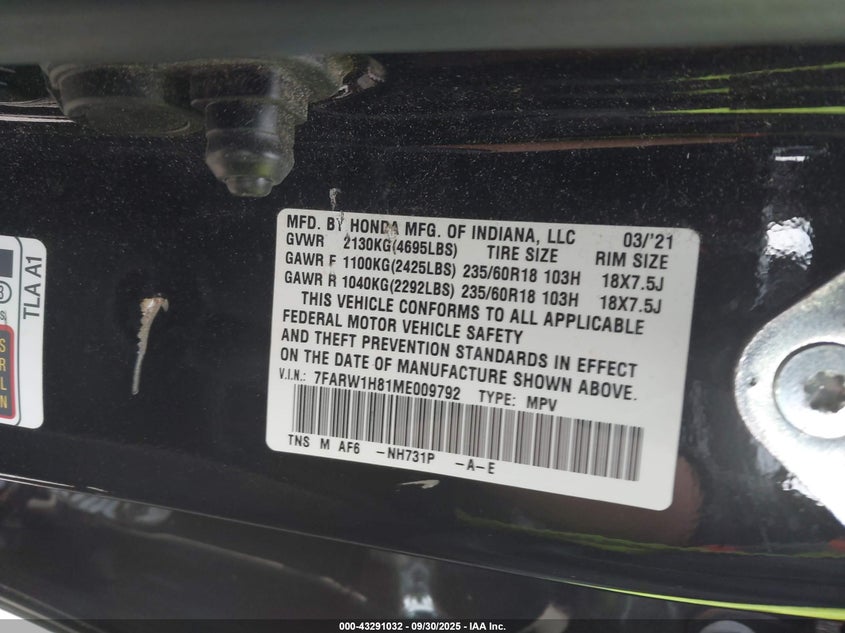 MFD. BY HONDA MFG. OF INDIANA, LLC 03/'21
GVWR 2130KG(4695LBS) TIRE SIZE RIM SIZE
GAWR F 1100KG(2425LBS) 235/60R18 103H 18X7.5J
GAWR R 1040KG(2292LBS) 235/60R18 103H 18X7.5J
THIS VEHICLE CONFORMS TO ALL APPLICABLE
FEDERAL MOTOR VEHICLE SAFETY
AND THEFT PREVENTION STANDARDS IN EFFECT
ON THE DATE OF MANUFACTURE SHOWN ABOVE.
V.I.N.: 7FARW1H81ME009792 TYPE: MPV
TNS M AF6 -NH731P -A-E
TLA A1
000-43291032 - 09/30/2025 - IAA Inc.